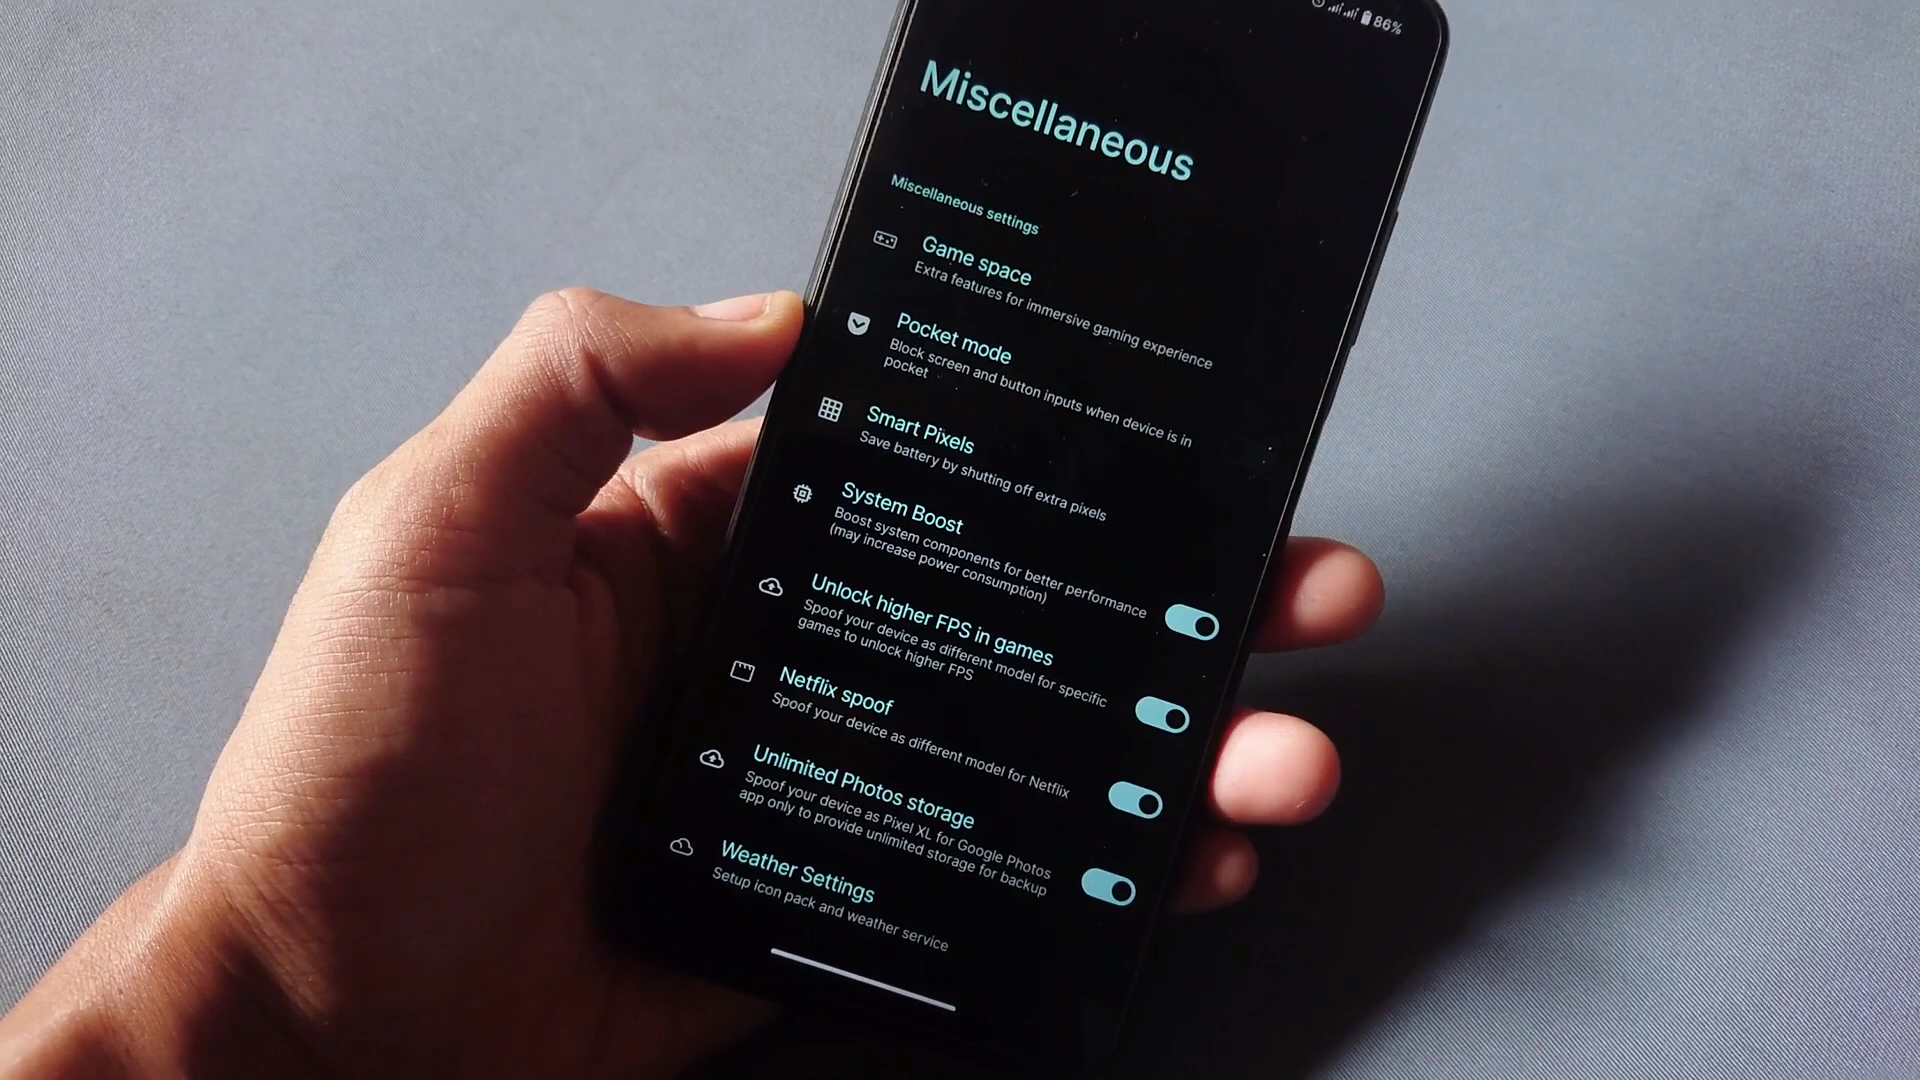 86%
Miscellaneous
Miscellaneous settings
Game space
Extra features for immersive gaming experience
Pocket mode
Block screen and button inputs when device is in
pocket
Smart Pixels
Save battery by shutting off extra pixels
System Boost
Boost system components for better performance
(may increase power consumption)
Unlock higher FPS in games
Spoof your device as different model for specific
games to unlock higher FPS
Netflix spoof
Spoof your device as different model for Netflix
Unlimited Photos storage
Spoof your device as Pixel XL for Google Photos
app only to provide unlimited storage for backup
Weather Settings
Setup icon pack and weather service